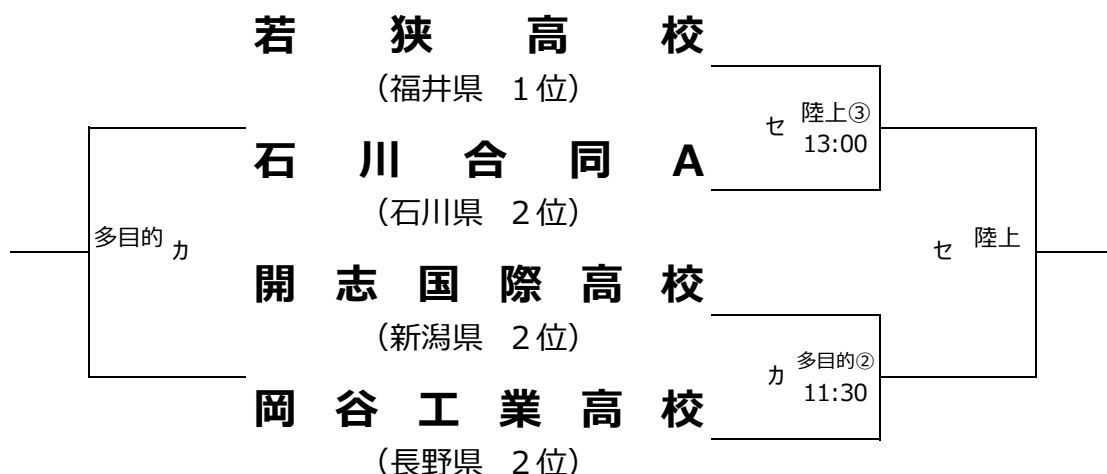 若狭高校
(福井県 1位)
セ 陸上③
13:00
石川合同A
(石川県 2位)
多目的 カ
セ 陸上
開志国際高校
(新潟県 2位)
カ 多目的②
11:30
岡谷工業高校
(長野県 2位)